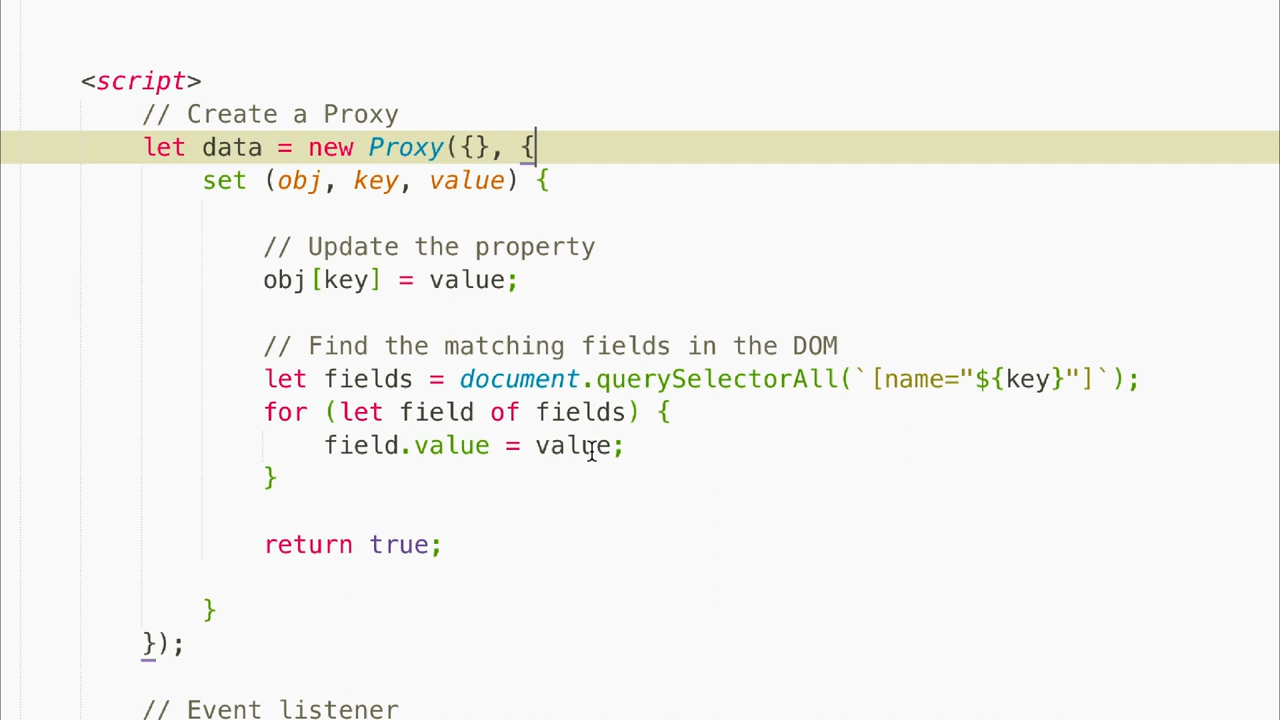 <script>
// Create a Proxy
let data = new Proxy({}, {
set (obj, key, value) {
// Update the property
obj[key] = value;
// Find the matching fields in the DOM
let fields = document.querySelectorAll(`[name="${key}"]`);
for (let field of fields) {
field.value = value;
}
return true;
}
});
// Event listener